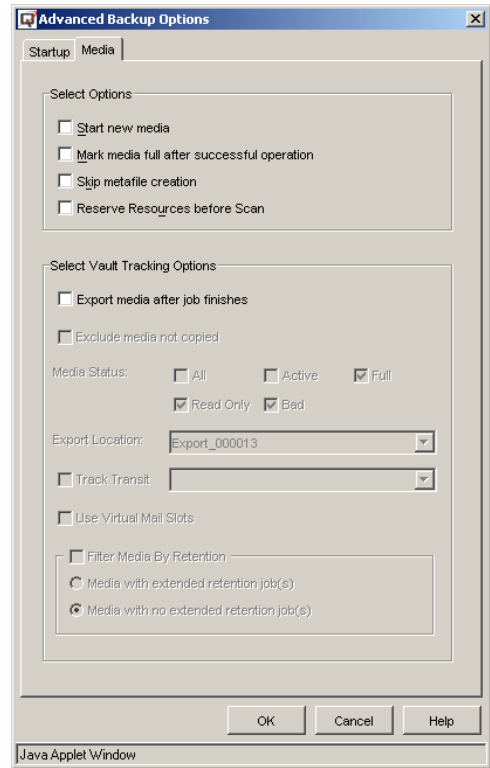 Advanced Backup Options
Startup Media
Select Options
Start new media
Mark media full after successful operation
Skip metafile creation
Reserve Resources before Scan
Select Vault Tracking Options
Export media after job finishes
Exclude media not copied
Media Status: All Active Full
Read Only Bad
Export Location: Export_000013
Track Transit
Use Virtual Mail Slots
Filter Media By Retention
Media with extended retention job(s)
Media with no extended retention job(s)
OK Cancel Help
Java Applet Window